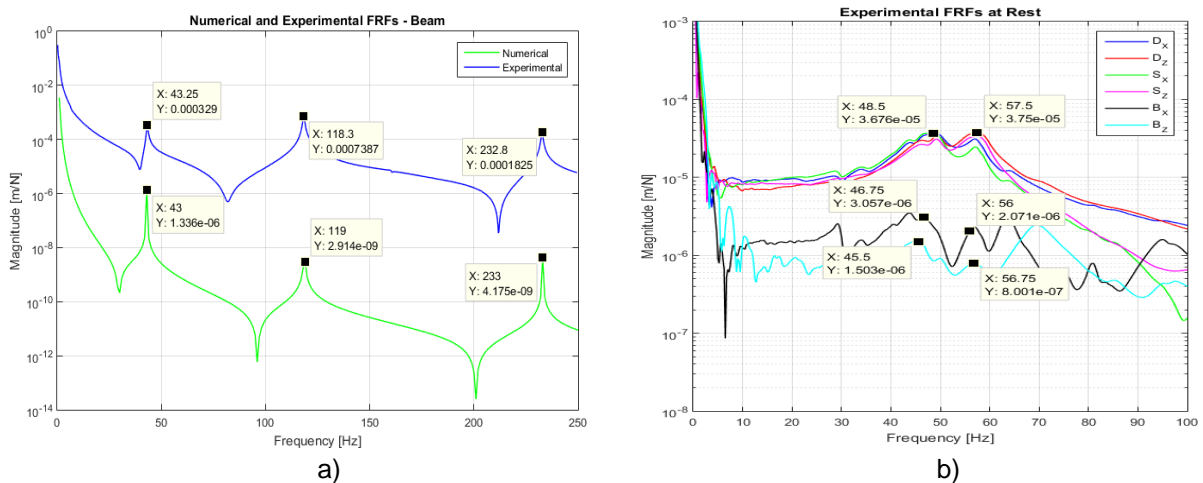 Numerical and Experimental FRFs - Beam
Numerical
Experimental
X: 43.25
Y: 0.000329
X: 118.3
Y: 0.0007387
X: 232.8
Y: 0.0001825
X: 43
Y: 1.336e-06
X: 119
Y: 2.914e-09
X: 233
Y: 4.175e-09
Magnitude [m/N]
10^0
10^-2
10^-4
10^-6
10^-8
10^-10
10^-12
10^-14
0 50 100 150 200 250
Frequency [Hz]
a)
Experimental FRFs at Rest
D_x
D_z
S_x
S_z
B_x
B_z
X: 48.5
Y: 3.676e-05
X: 57.5
Y: 3.75e-05
X: 46.75
Y: 3.057e-06
X: 56
Y: 2.071e-06
X: 45.5
Y: 1.503e-06
X: 56.75
Y: 8.001e-07
Magnitude [m/N]
10^-3
10^-4
10^-5
10^-6
10^-7
10^-8
0 10 20 30 40 50 60 70 80 90 100
Frequency [Hz]
b)